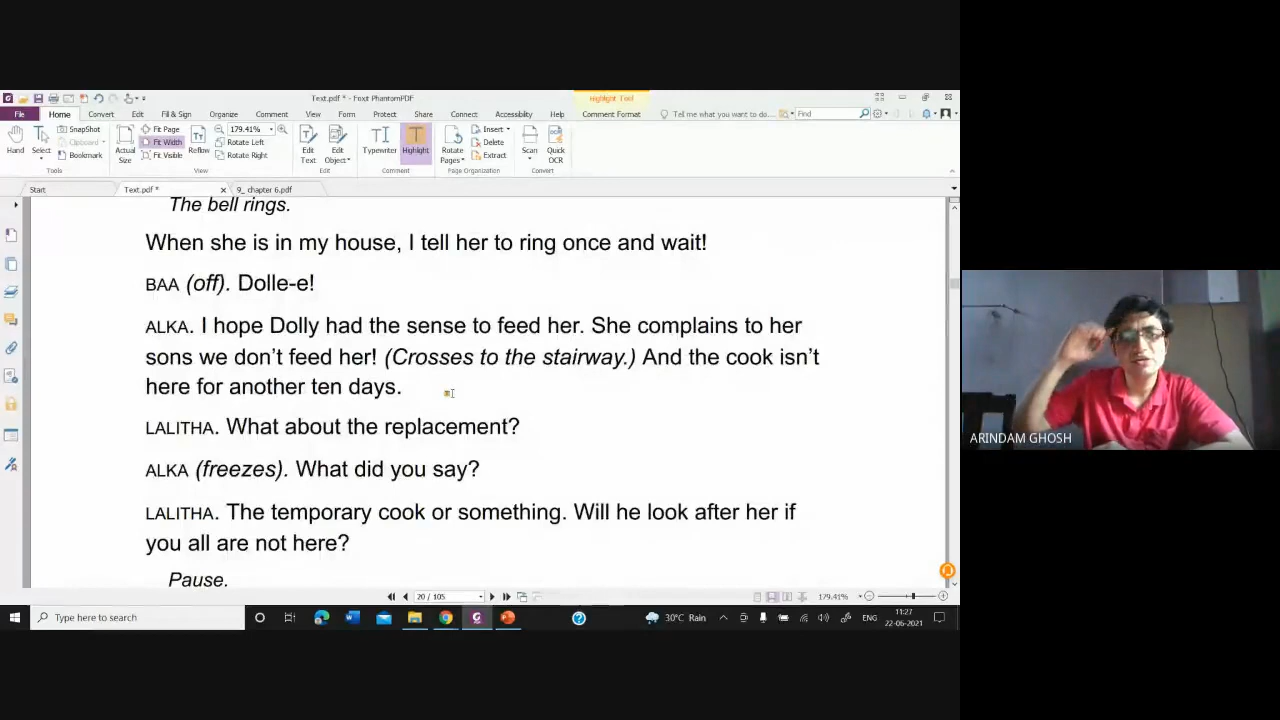 Text.pdf * - Foxit PhantomPDF
Highlight Tool
File Home Convert Edit Fill & Sign Organize Comment View Form Protect Share Connect Accessibility Help Comment Format Tell me what you want to do... Find
SnapShot
Clipboard
Bookmark
Hand
Select
Tools
Actual Size
Fit Page
Fit Width
Fit Visible
Reflow
179.41%
Rotate Left
Rotate Right
View
Edit Text
Edit Object
Edit
Typewriter
Highlight
Comment
Rotate Pages
Insert
Delete
Extract
Page Organization
Scan
Quick OCR
Convert
Start Text.pdf * 9_ chapter 6.pdf
The bell rings.
When she is in my house, I tell her to ring once and wait!
BAA (off). Dolle-e!
ALKA. I hope Dolly had the sense to feed her. She complains to her
sons we don't feed her! (Crosses to the stairway.) And the cook isn't
here for another ten days.
LALITHA. What about the replacement?
ALKA (freezes). What did you say?
LALITHA. The temporary cook or something. Will he look after her if
you all are not here?
Pause.
20 / 105
179.41%
Type here to search
30°C Rain
ENG
11:27
22-06-2021
ARINDAM GHOSH